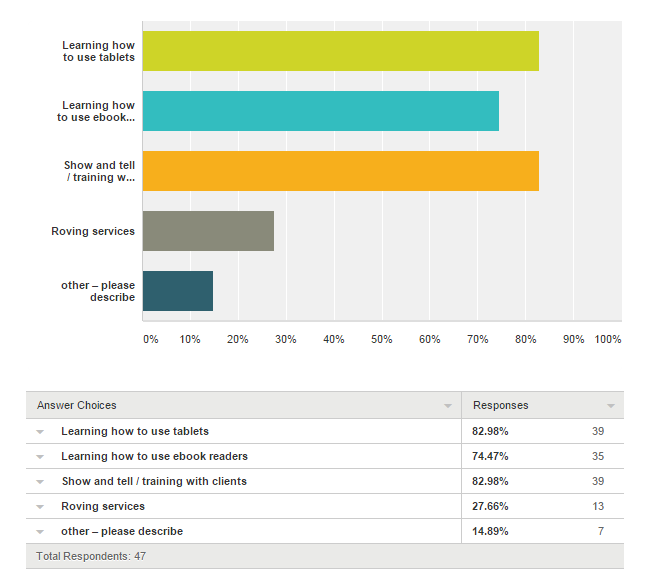 Learning how
to use tablets
Learning how
to use ebook...
Show and tell
/ training w...
Roving services
other – please
describe
0% 10% 20% 30% 40% 50% 60% 70% 80% 90% 100%
Answer Choices Responses
Learning how to use tablets 82.98% 39
Learning how to use ebook readers 74.47% 35
Show and tell / training with clients 82.98% 39
Roving services 27.66% 13
other – please describe 14.89% 7
Total Respondents: 47